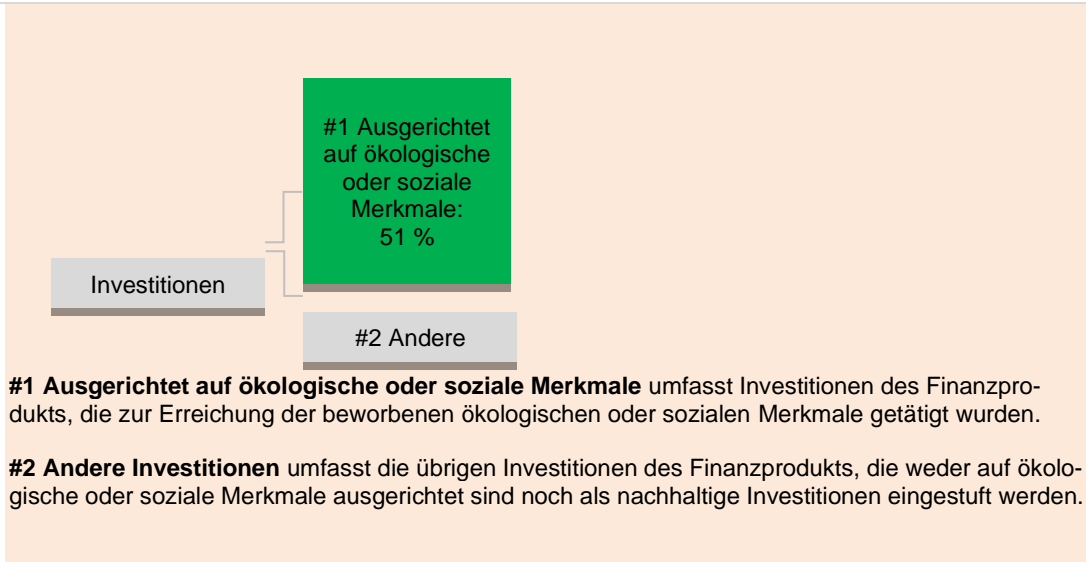 #1 Ausgerichtet
auf ökologische
oder soziale
Merkmale:
51 %
Investitionen
#2 Andere
#1 Ausgerichtet auf ökologische oder soziale Merkmale umfasst Investitionen des Finanzpro-
dukts, die zur Erreichung der beworbenen ökologischen oder sozialen Merkmale getätigt wurden.
#2 Andere Investitionen umfasst die übrigen Investitionen des Finanzprodukts, die weder auf ökolo-
gische oder soziale Merkmale ausgerichtet sind noch als nachhaltige Investitionen eingestuft werden.